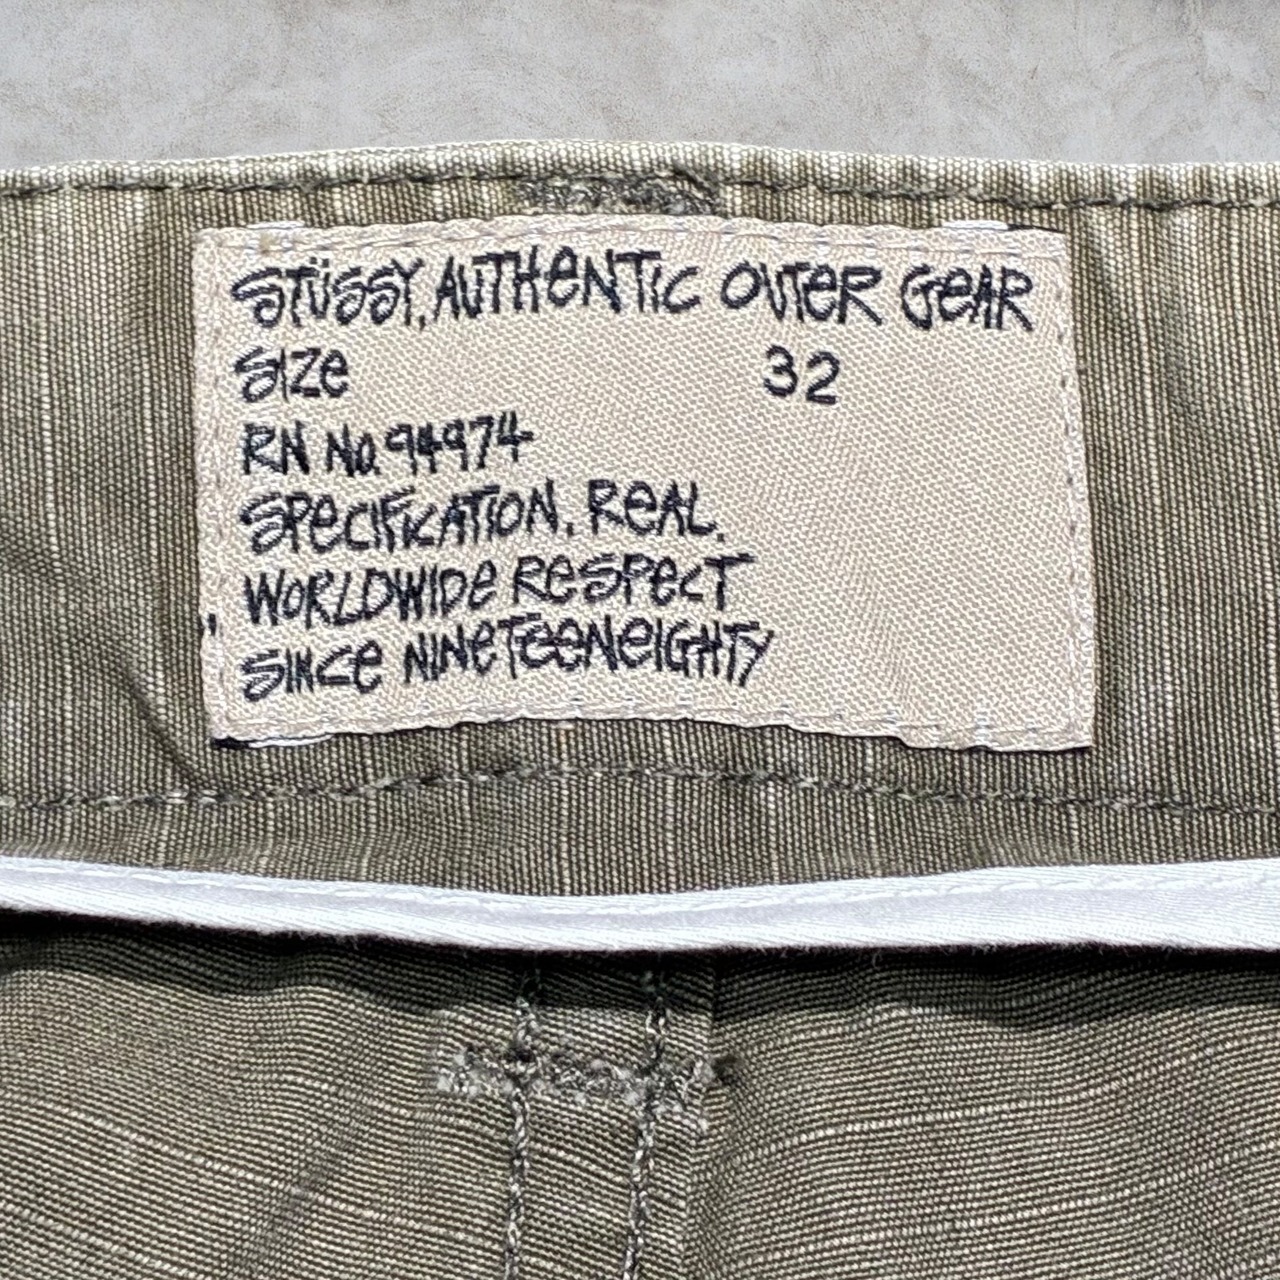 STÜSSY, AUTHENTIC OUTER GEAR
SIZE 32
RN No. 94974
SPECIFICATION. REAL.
WORLDWIDE RESPECT
SINCE NINETEENEIGHTY